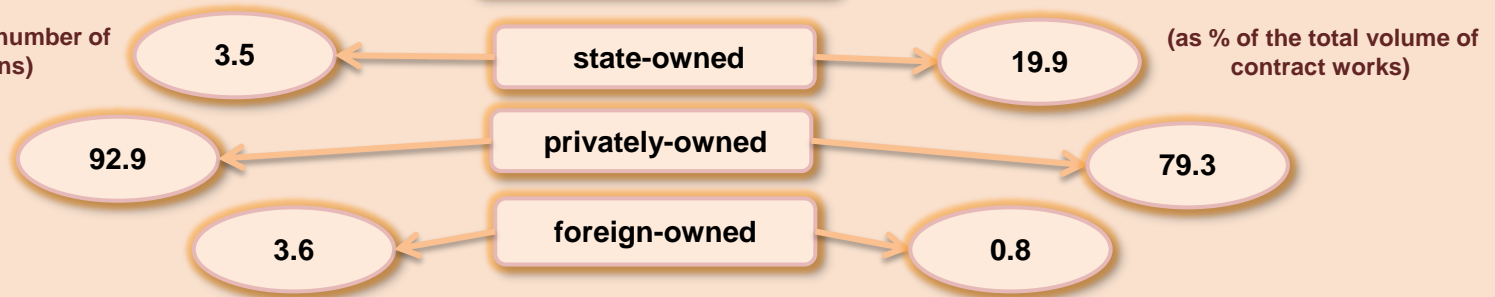 number of
3.5
state-owned
19.9
(as % of the total volume of
contract works)
92.9
privately-owned
79.3
3.6
foreign-owned
0.8